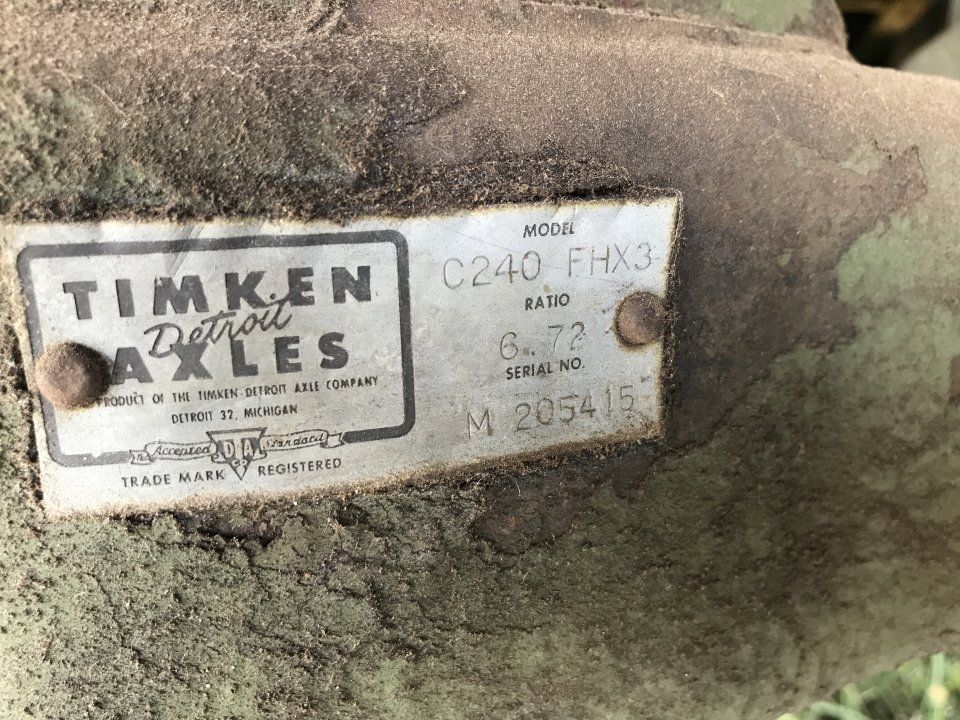 TIMKEN
Detroit
AXLES
PRODUCT OF THE TIMKEN-DETROIT AXLE COMPANY
DETROIT 32, MICHIGAN
Accepted D A Standard
TRADE MARK REGISTERED
MODEL
C240 FHX3
RATIO
6.72
SERIAL NO.
M 205415